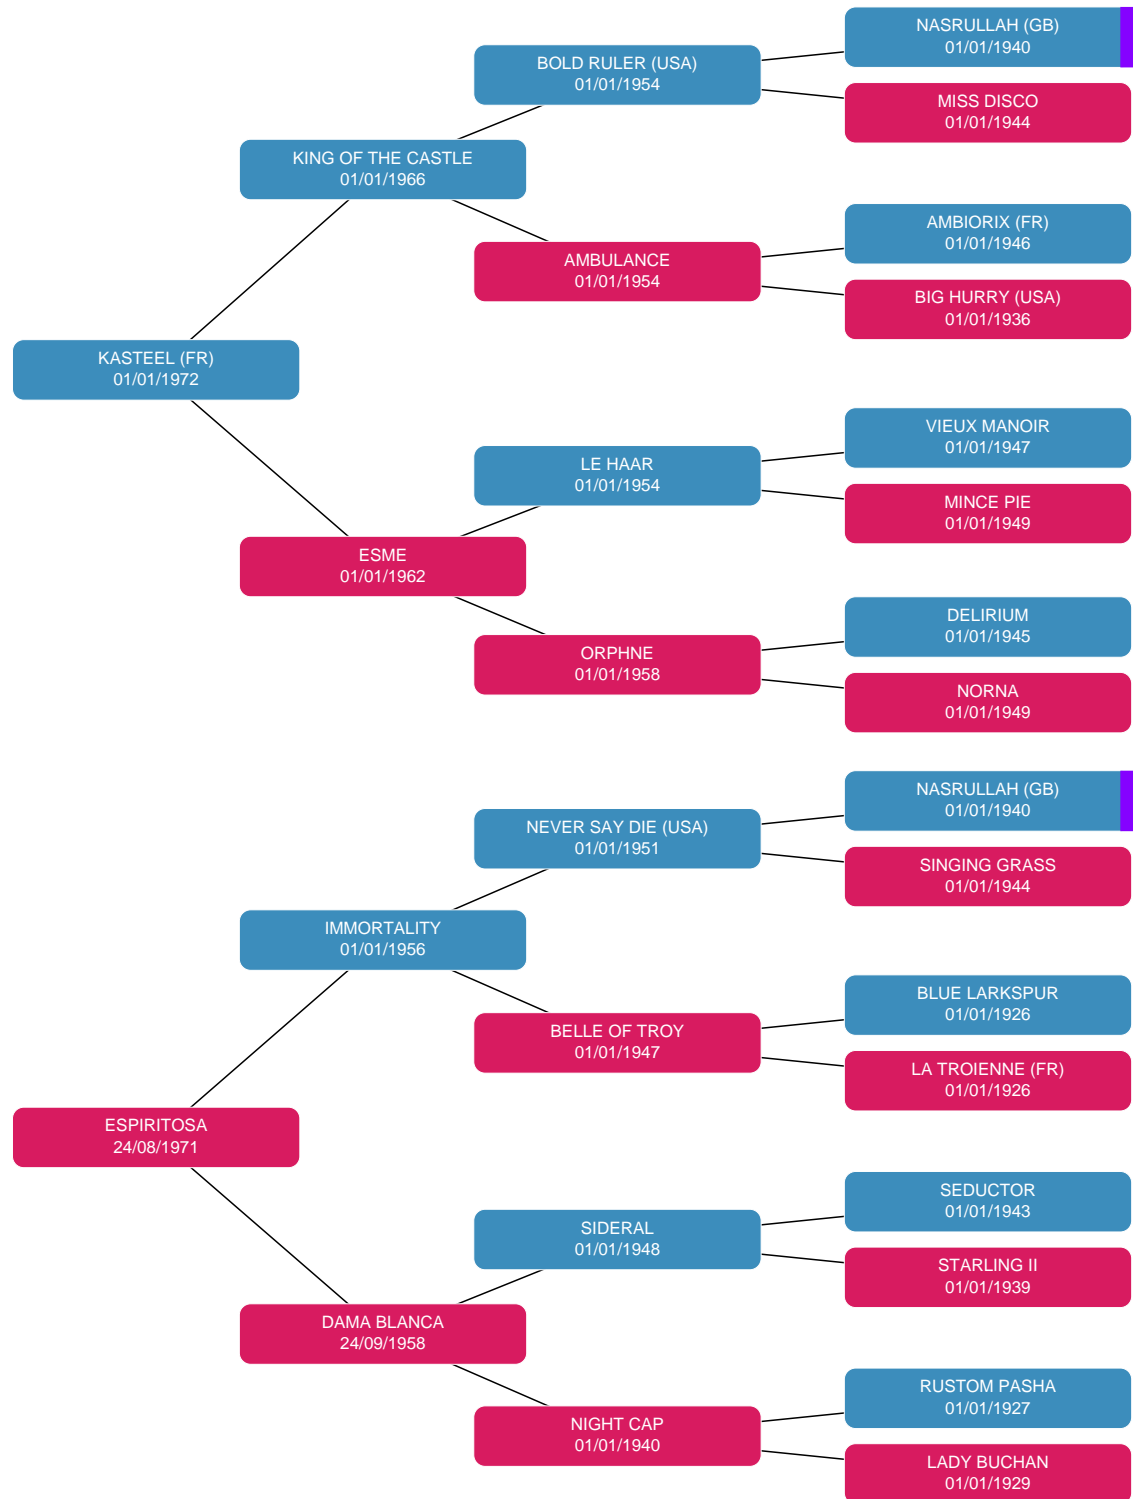 NASRULLAH (GB)
01/01/1940
BOLD RULER (USA)
01/01/1954
MISS DISCO
01/01/1944
KING OF THE CASTLE
01/01/1966
AMBIORIX (FR)
01/01/1946
AMBULANCE
01/01/1954
BIG HURRY (USA)
01/01/1936
KASTEEL (FR)
01/01/1972
VIEUX MANOIR
01/01/1947
LE HAAR
01/01/1954
MINCE PIE
01/01/1949
ESME
01/01/1962
DELIRIUM
01/01/1945
ORPHNE
01/01/1958
NORNA
01/01/1949
NASRULLAH (GB)
01/01/1940
NEVER SAY DIE (USA)
01/01/1951
SINGING GRASS
01/01/1944
IMMORTALITY
01/01/1956
BLUE LARKSPUR
01/01/1926
BELLE OF TROY
01/01/1947
LA TROIENNE (FR)
01/01/1926
ESPIRITOSA
24/08/1971
SEDUCTOR
01/01/1943
SIDERAL
01/01/1948
STARLING II
01/01/1939
DAMA BLANCA
24/09/1958
RUSTOM PASHA
01/01/1927
NIGHT CAP
01/01/1940
LADY BUCHAN
01/01/1929